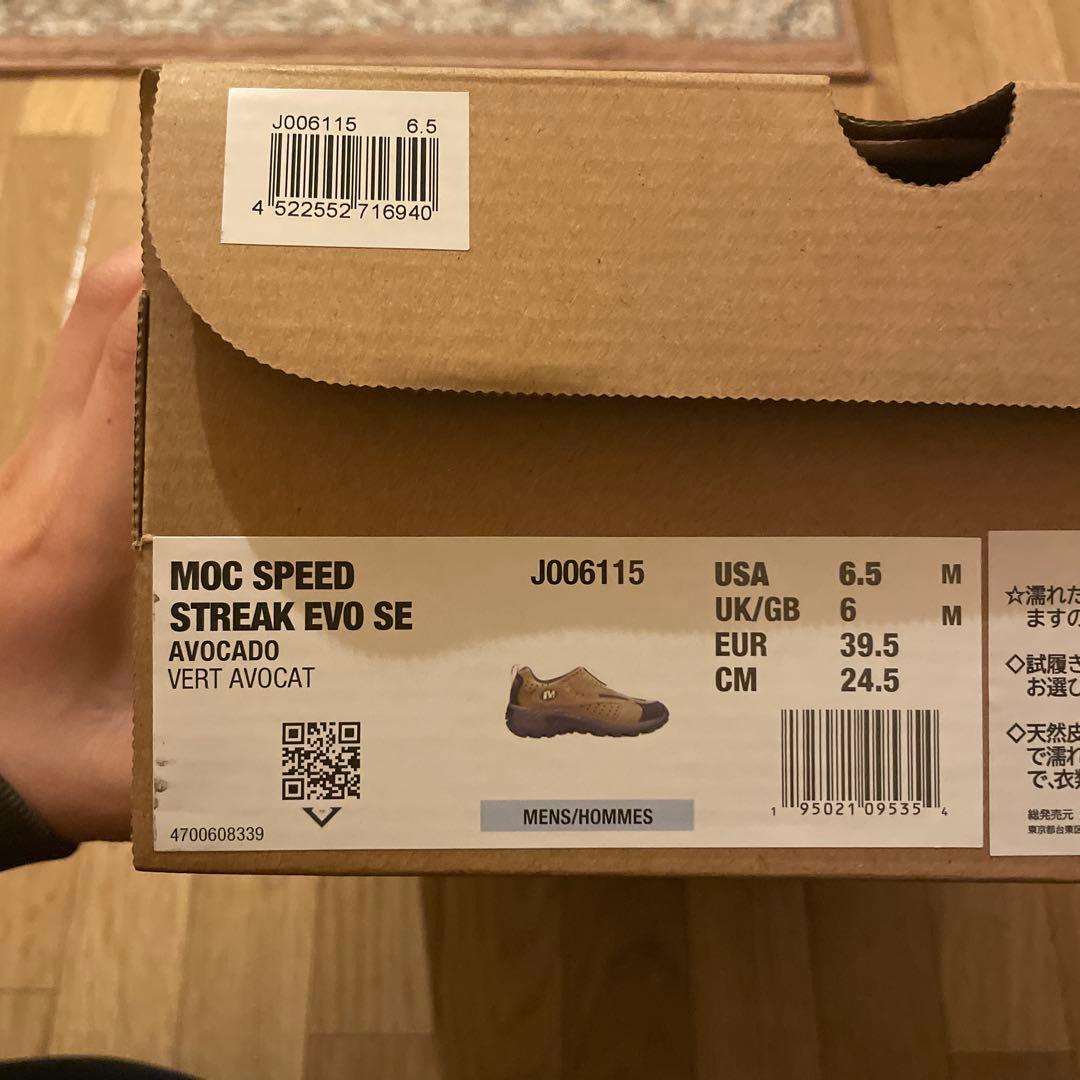 J006115 6.5
4 522552 716940
MOC SPEED
STREAK EVO SE
AVOCADO
VERT AVOCAT
4700608339
J006115
MENS/HOMMES
USA 6.5 M
UK/GB 6 M
EUR 39.5
CM 24.5
1 95021 09535 4
☆濡れた
ますの
◇試履き
お選び
◇天然皮
で濡れ
で、衣類
総発売元
東京都台東区